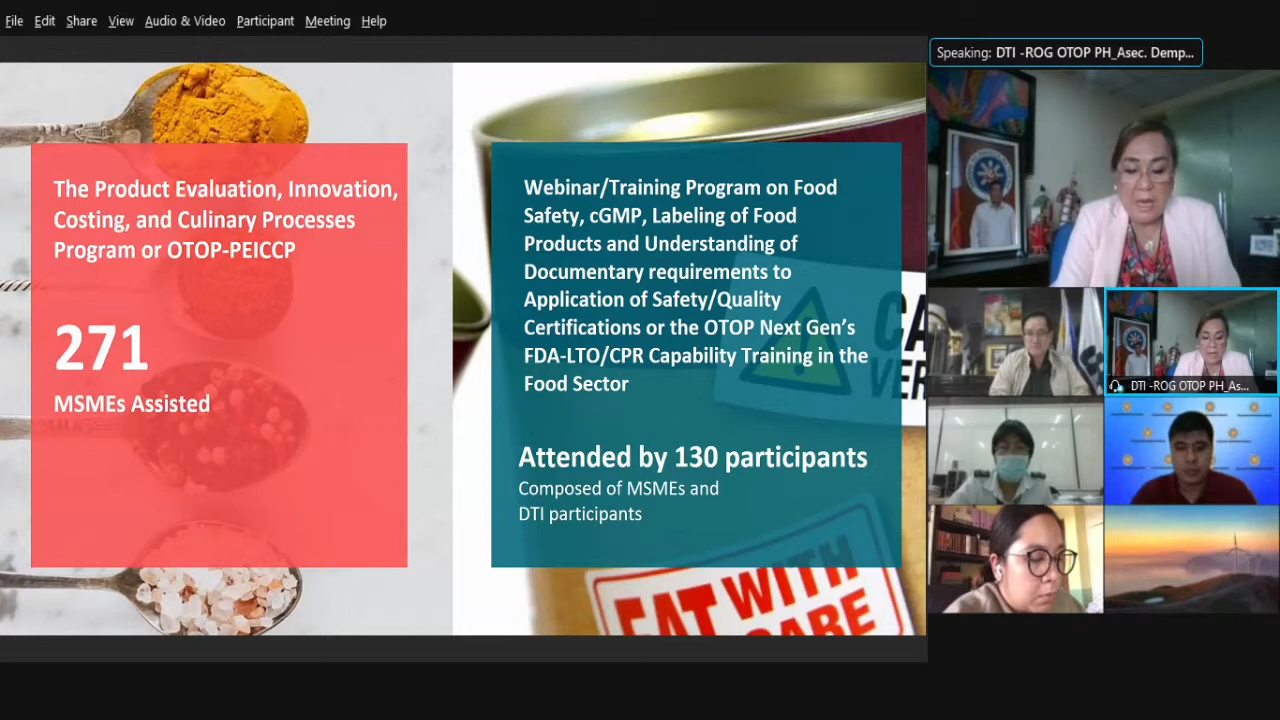 File Edit Share View Audio & Video Participant Meeting Help
Speaking: DTI -ROG OTOP PH_Asec. Demp...
The Product Evaluation, Innovation,
Costing, and Culinary Processes
Program or OTOP-PEICCP
271
MSMEs Assisted
Webinar/Training Program on Food
Safety, cGMP, Labeling of Food
Products and Understanding of
Documentary requirements to
Application of Safety/Quality
Certifications or the OTOP Next Gen’s
FDA-LTO/CPR Capability Training in the
Food Sector
Attended by 130 participants
Composed of MSMEs and
DTI participants
EAT WITH
DTI -ROG OTOP PH_As...